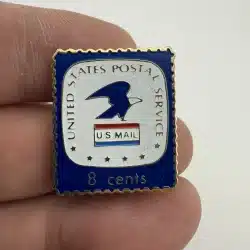 UNITED STATES POSTAL SERVICE
U.S. MAIL
8 cents